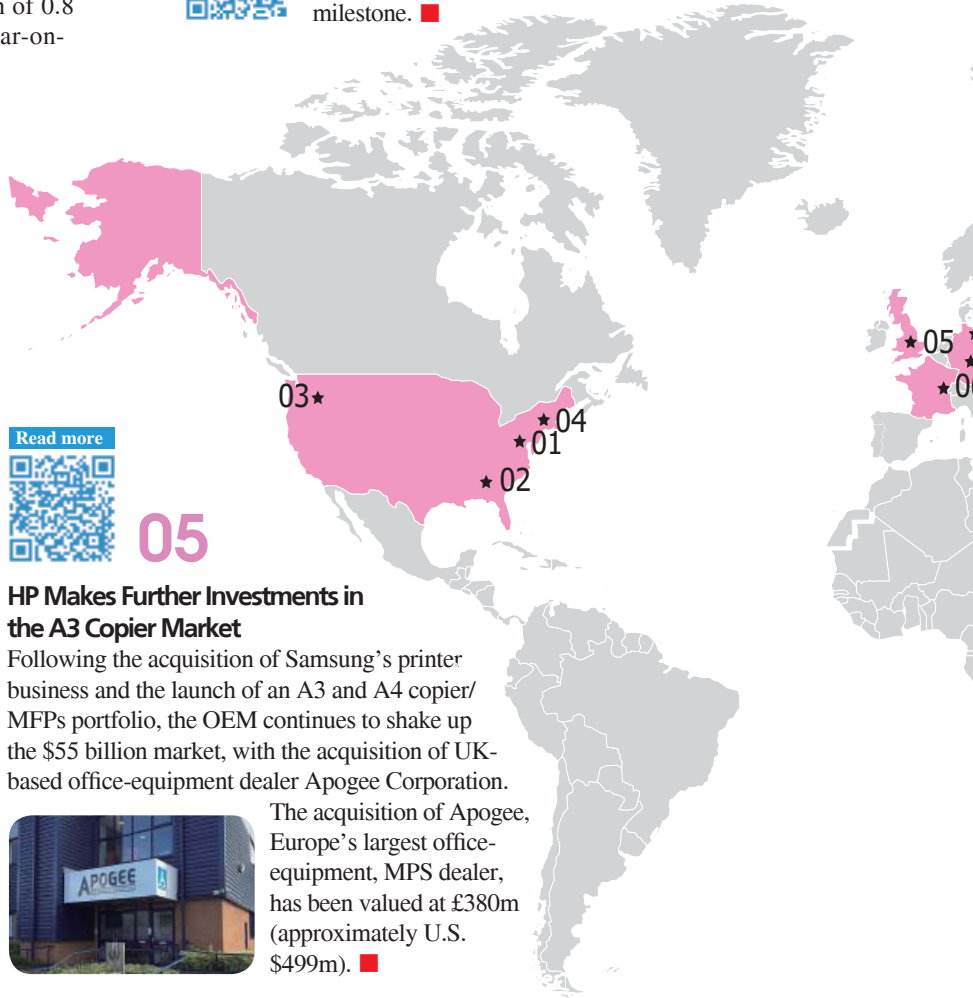 n of 0.8
ar-on-
milestone.
03
04
01
02
05
Read more
05
HP Makes Further Investments in
the A3 Copier Market
Following the acquisition of Samsung's printer
business and the launch of an A3 and A4 copier/
MFPs portfolio, the OEM continues to shake up
the $55 billion market, with the acquisition of UK-
based office-equipment dealer Apogee Corporation.
The acquisition of Apogee,
Europe's largest office-
equipment, MPS dealer,
has been valued at £380m
(approximately U.S.
$499m).
APOGEE